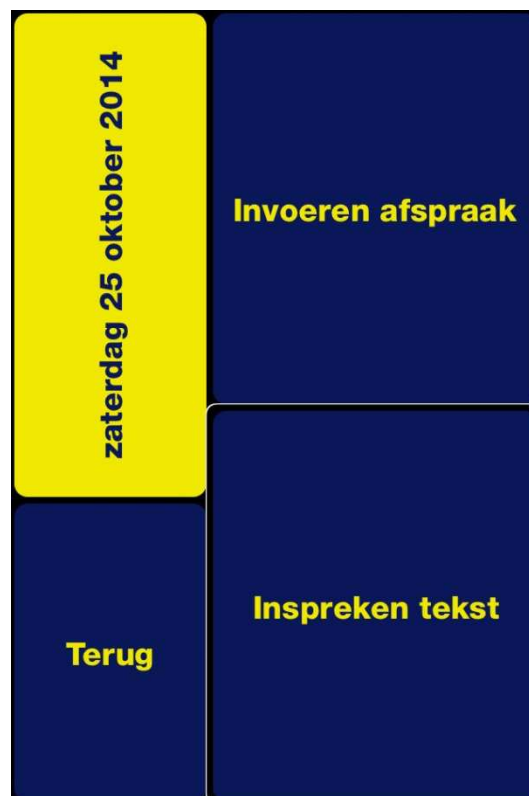 zaterdag 25 oktober 2014
Invoeren afspraak
Terug
Inspreken tekst